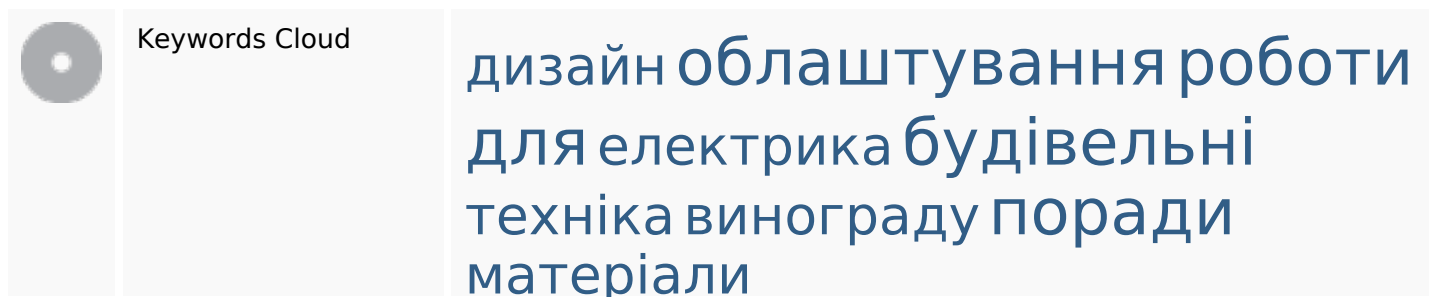 Keywords Cloud
дизайн облаштування роботи
для електрика будівельні
техніка винограду поради
матеріали